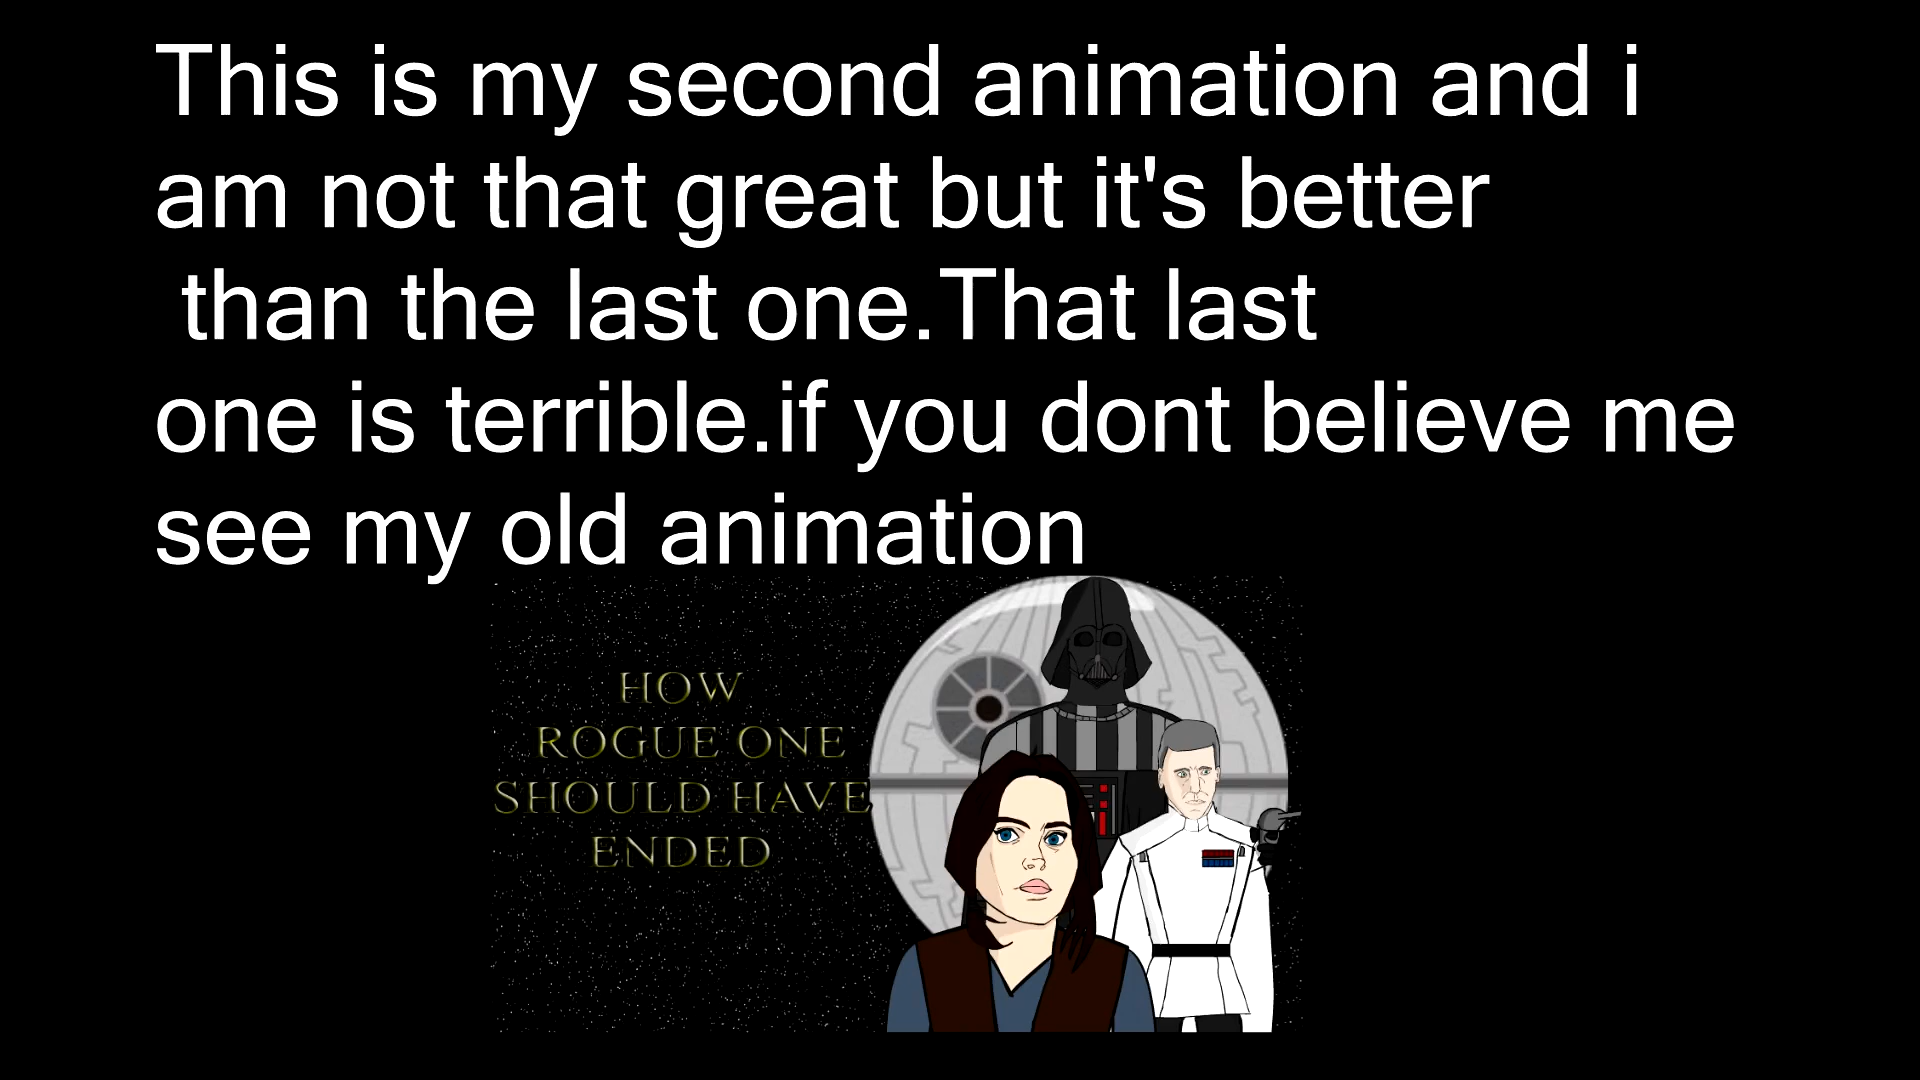 This is my second animation and i
am not that great but it's better
than the last one.That last
one is terrible.if you dont believe me
see my old animation
HOW
ROGUE ONE
SHOULD HAVE
ENDED